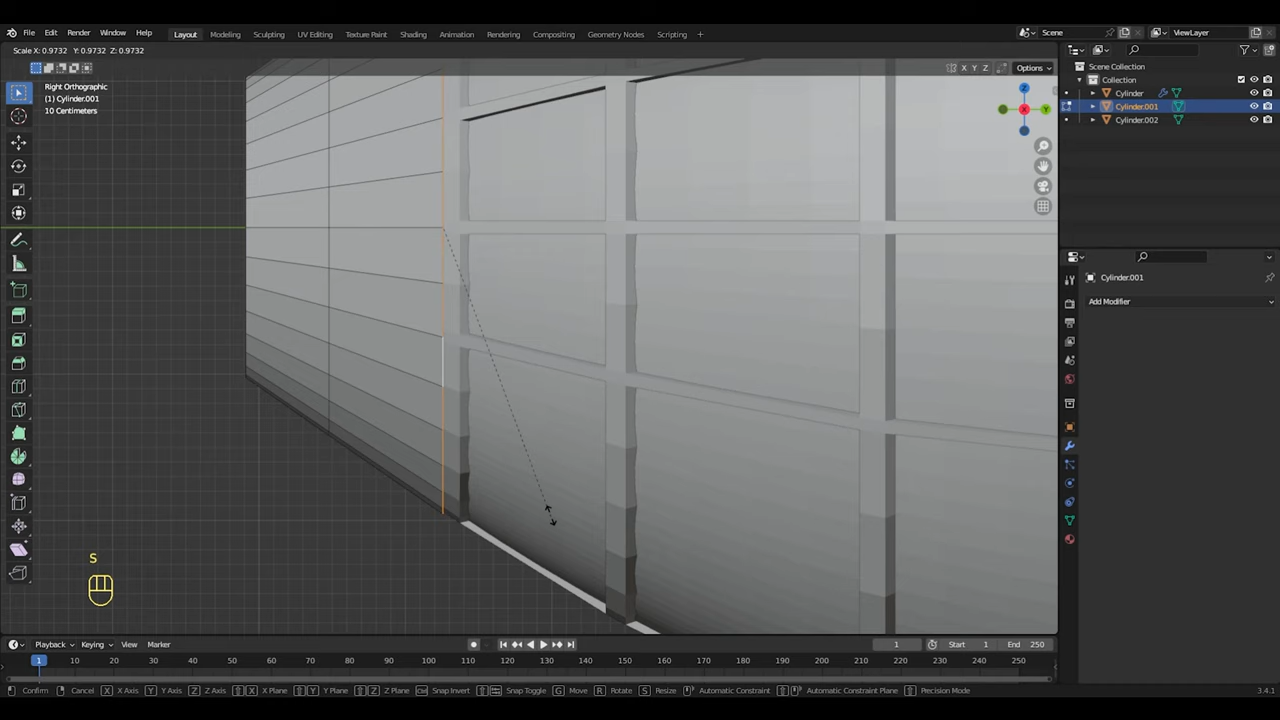 File Edit Render Window Help Layout Modeling Sculpting UV Editing Texture Paint Shading Animation Rendering Compositing Geometry Nodes Scripting + Scene ViewLayer
Scale X: 0.9732 Y: 0.9732 Z: 0.9732
X Y Z Options
Right Orthographic
(1) Cylinder.001
10 Centimeters
Z
X
Y
Scene Collection
Collection
Cylinder
Cylinder.001
Cylinder.002
Cylinder.001
Add Modifier
S
Playback Keying View Marker 1 Start 1 End 250
1 10 20 30 40 50 60 70 80 90 100 110 120 130 140 150 160 170 180 190 200 210 220 230 240 250
Confirm Cancel X X Axis Y Y Axis Z Z Axis X X Plane Y Y Plane Z Z Plane Snap Invert Snap Toggle G Move R Rotate S Resize Automatic Constraint Automatic Constraint Plane Precision Mode 3.4.1